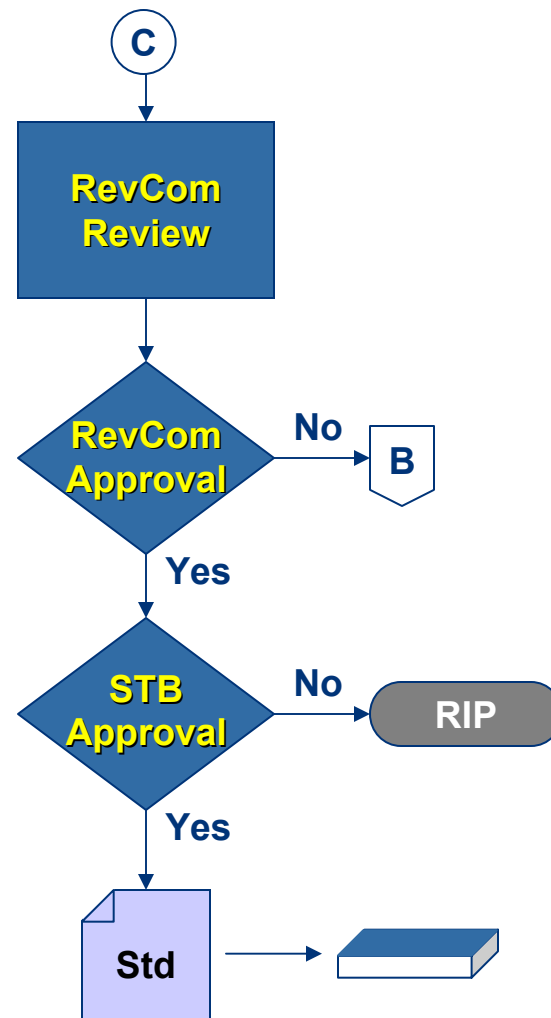 C
RevCom
Review
RevCom
Approval
No
B
Yes
STB
Approval
No
RIP
Yes
Std